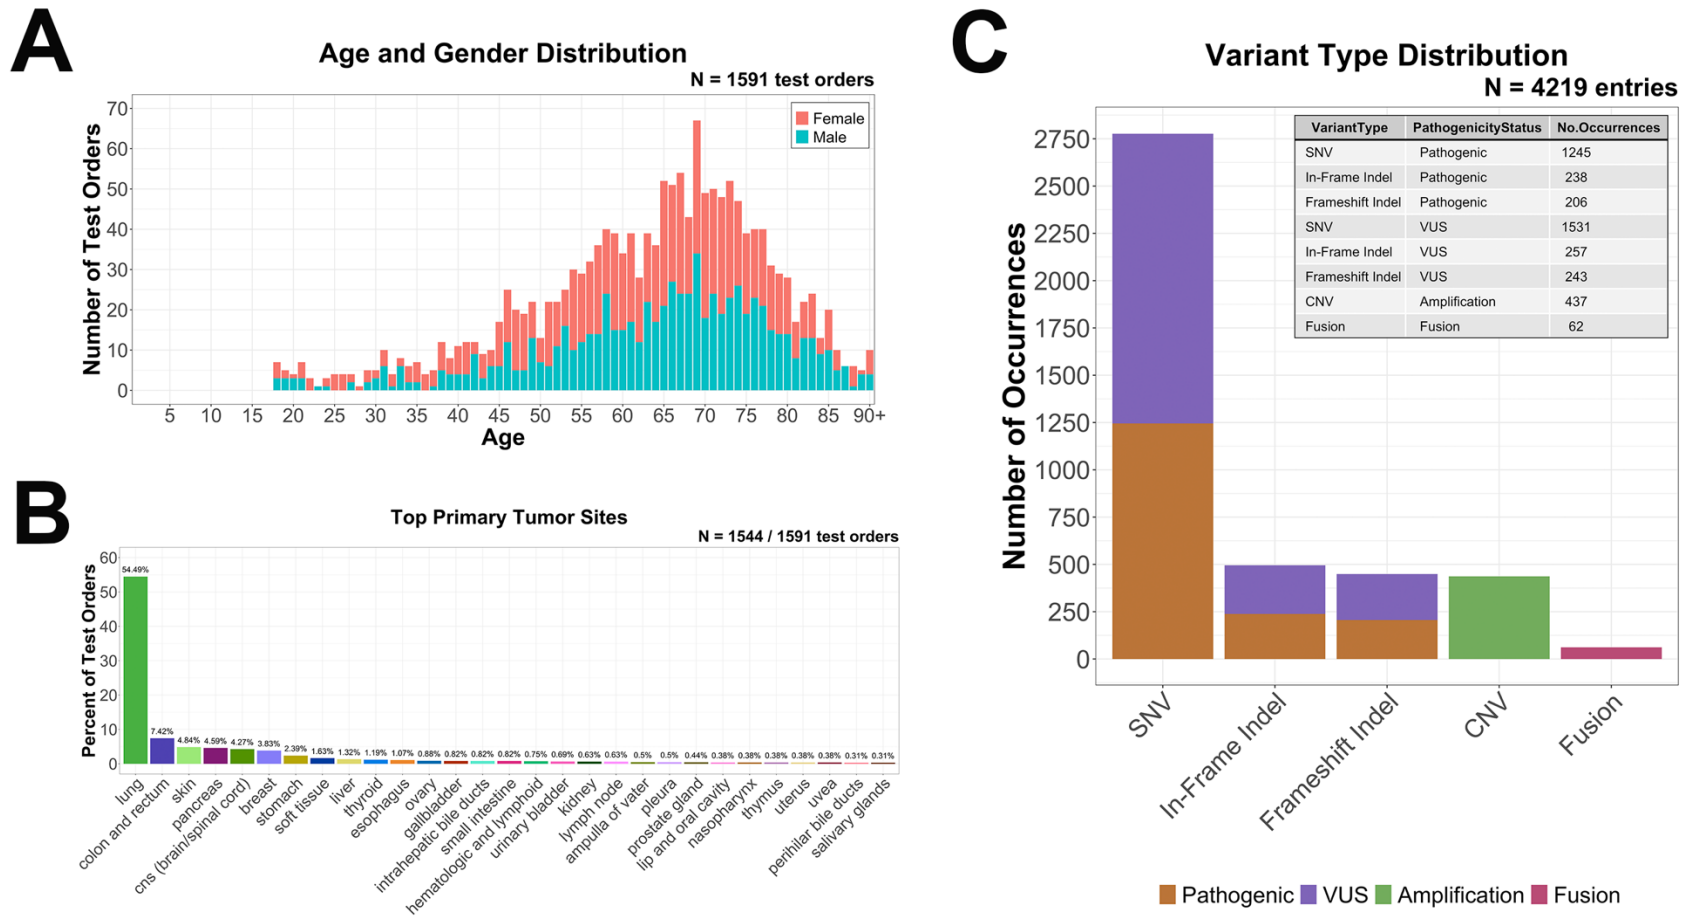 A
Age and Gender Distribution
N = 1591 test orders
Number of Test Orders
70
60
50
40
30
20
10
0
Female
Male
5 10 15 20 25 30 35 40 45 50 55 60 65 70 75 80 85 90+
Age
B
Top Primary Tumor Sites
N = 1544 / 1591 test orders
Percent of Test Orders
60
50
40
30
20
10
0
54.49% 7.42% 4.84% 4.59% 4.27% 3.83% 2.39% 1.63% 1.32% 1.19% 1.07% 0.88% 0.82% 0.82% 0.82% 0.75% 0.69% 0.63% 0.63% 0.5% 0.5% 0.44% 0.38% 0.38% 0.38% 0.38% 0.38% 0.31% 0.31%
lung
colon and rectum
skin
pancreas
cns (brain/spinal cord)
breast
stomach
soft tissue
liver
thyroid
esophagus
ovary
gallbladder
intrahepatic bile ducts
small intestine
hematologic and lymphoid
urinary bladder
kidney
lymph node
ampulla of vater
pleura
prostate gland
lip and oral cavity
nasopharynx
thymus
uterus
uvea
perihilar bile ducts
salivary glands
C
Variant Type Distribution
N = 4219 entries
Number of Occurrences
2750
2500
2250
2000
1750
1500
1250
1000
750
500
250
0
VariantType PathogenicityStatus No.Occurrences
SNV Pathogenic 1245
In-Frame Indel Pathogenic 238
Frameshift Indel Pathogenic 206
SNV VUS 1531
In-Frame Indel VUS 257
Frameshift Indel VUS 243
CNV Amplification 437
Fusion Fusion 62
SNV
In-Frame Indel
Frameshift Indel
CNV
Fusion
Pathogenic VUS Amplification Fusion